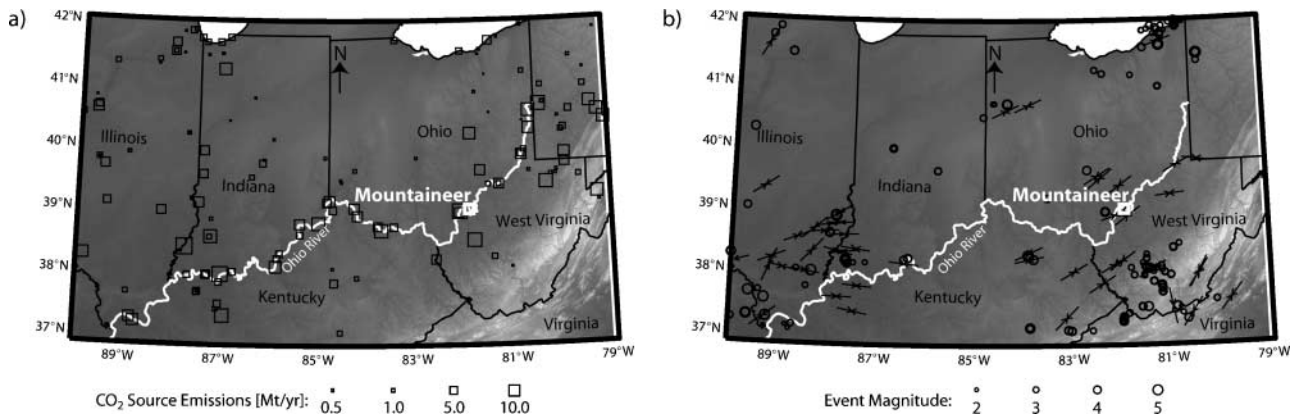 a)
42°N
41°N
40°N
39°N
38°N
37°N
N
Illinois
Indiana
Ohio
Mountaineer
West Virginia
Ohio River
Kentucky
Virginia
89°W 87°W 85°W 83°W 81°W 79°W
CO₂ Source Emissions [Mt/yr]:
0.5 1.0 5.0 10.0
b)
42°N
41°N
40°N
39°N
38°N
37°N
N
Illinois
Indiana
Ohio
Mountaineer
West Virginia
Ohio River
Kentucky
Virginia
89°W 87°W 85°W 83°W 81°W 79°W
Event Magnitude:
2 3 4 5